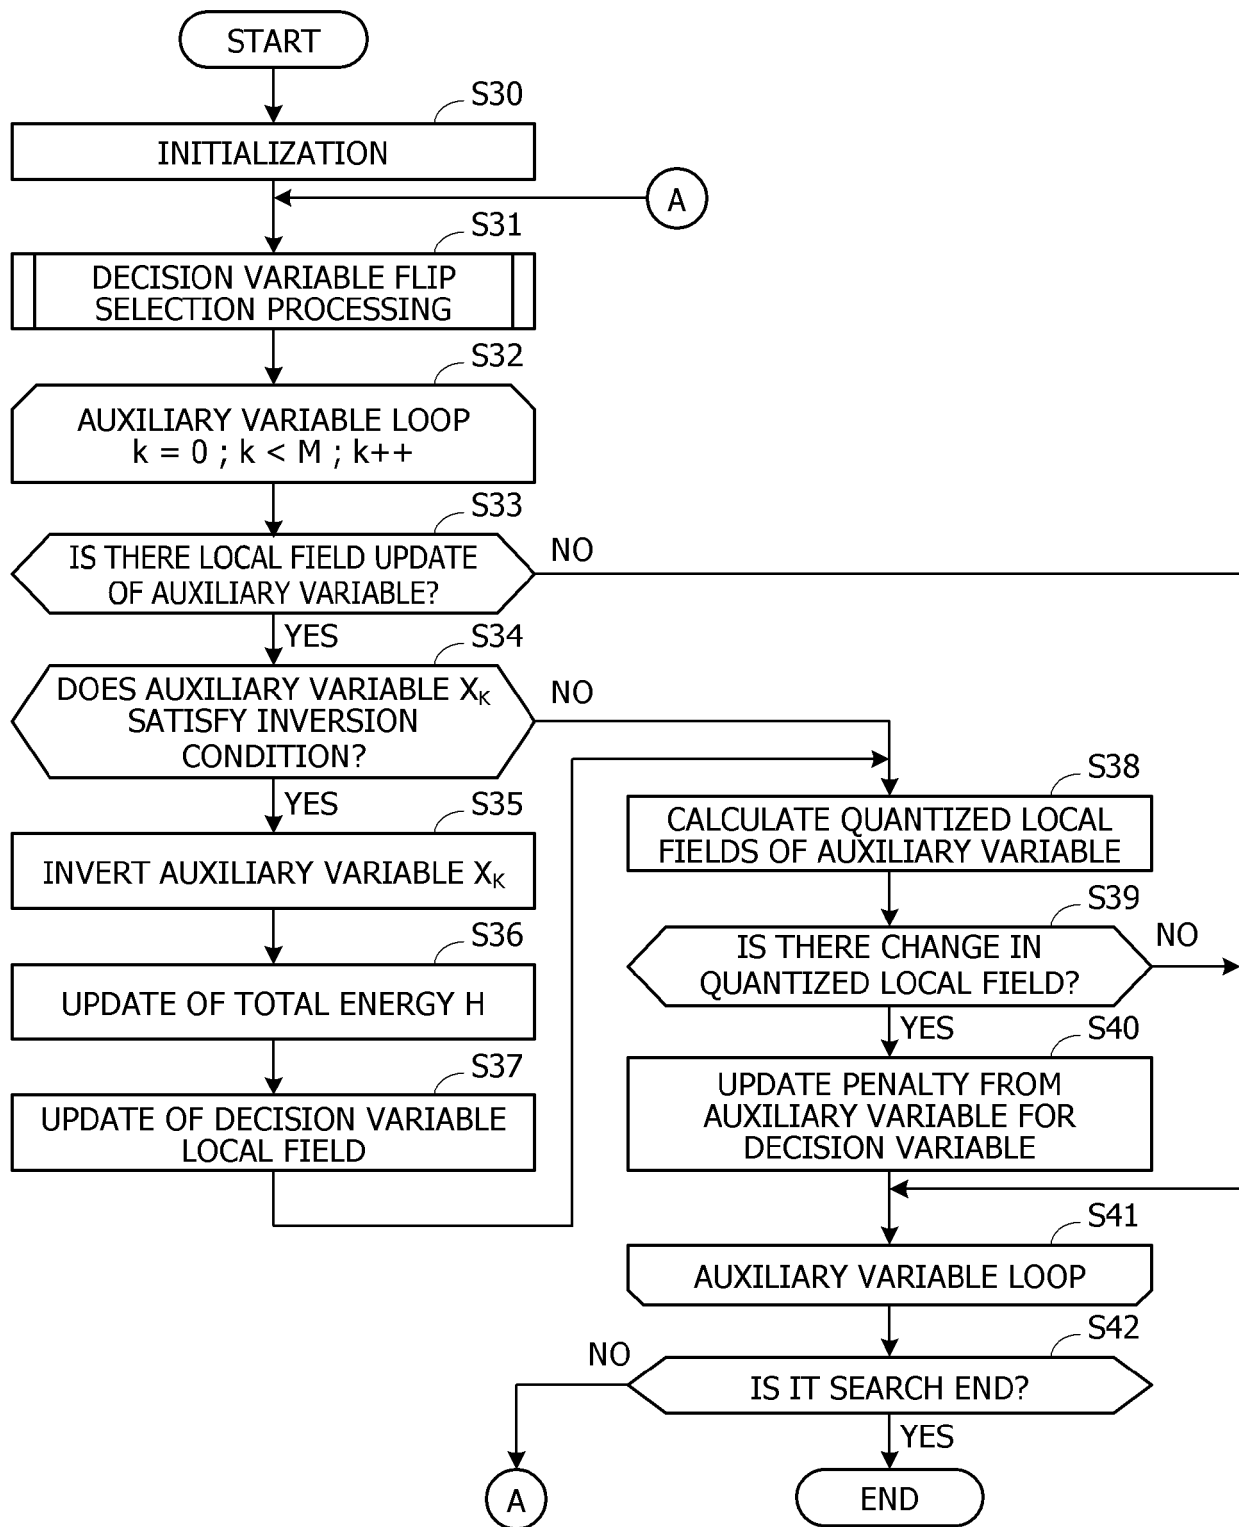 START
S30
INITIALIZATION
A
S31
DECISION VARIABLE FLIP
SELECTION PROCESSING
S32
AUXILIARY VARIABLE LOOP
k = 0 ; k < M ; k++
S33
IS THERE LOCAL FIELD UPDATE
OF AUXILIARY VARIABLE?
NO
YES
S34
DOES AUXILIARY VARIABLE XK
SATISFY INVERSION
CONDITION?
NO
YES
S35
INVERT AUXILIARY VARIABLE XK
S36
UPDATE OF TOTAL ENERGY H
S37
UPDATE OF DECISION VARIABLE
LOCAL FIELD
S38
CALCULATE QUANTIZED LOCAL
FIELDS OF AUXILIARY VARIABLE
S39
IS THERE CHANGE IN
QUANTIZED LOCAL FIELD?
NO
YES
S40
UPDATE PENALTY FROM
AUXILIARY VARIABLE FOR
DECISION VARIABLE
S41
AUXILIARY VARIABLE LOOP
S42
IS IT SEARCH END?
NO
YES
A
END